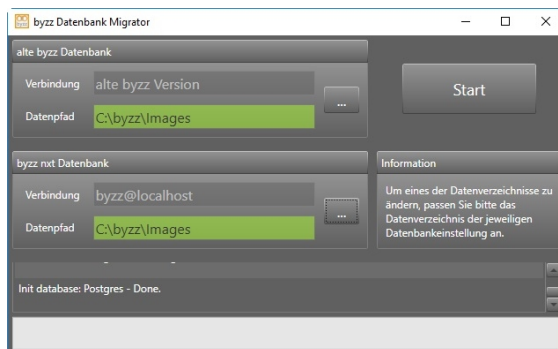 byzz Datenbank Migrator
alte byzz Datenbank
Verbindung alte byzz Version
Datenpfad C:\byzz\Images
...
Start
byzz nxt Datenbank
Verbindung byzz@localhost
Datenpfad C:\byzz\Images
...
Information
Um eines der Datenverzeichnisse zu
ändern, passen Sie bitte das
Datenverzeichnis der jeweiligen
Datenbankeinstellung an.
Init database: Postgres - Done.